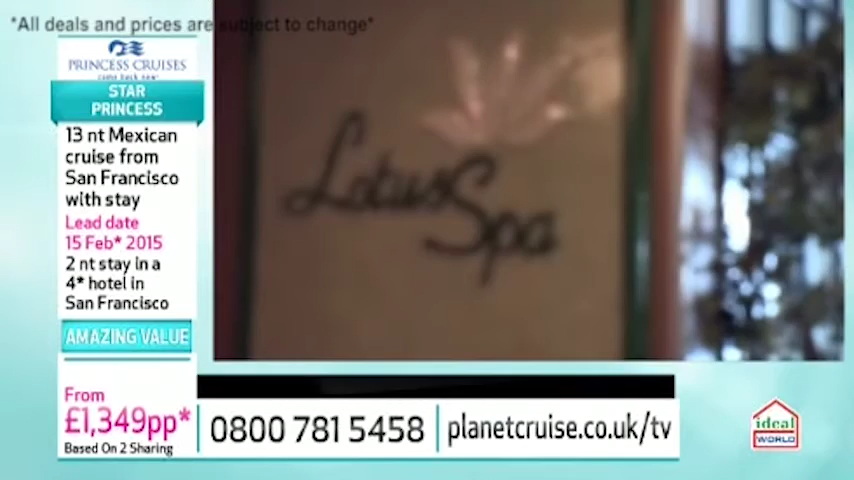 *All deals and prices are subject to change*
PRINCESS CRUISES
come back new
STAR
PRINCESS
13 nt Mexican
cruise from
San Francisco
with stay
Lead date
15 Feb* 2015
2 nt stay in a
4* hotel in
San Francisco
AMAZING VALUE
From
£1,349pp*
Based On 2 Sharing
Lotus Spa
0800 781 5458
planetcruise.co.uk/tv
ideal
WORLD